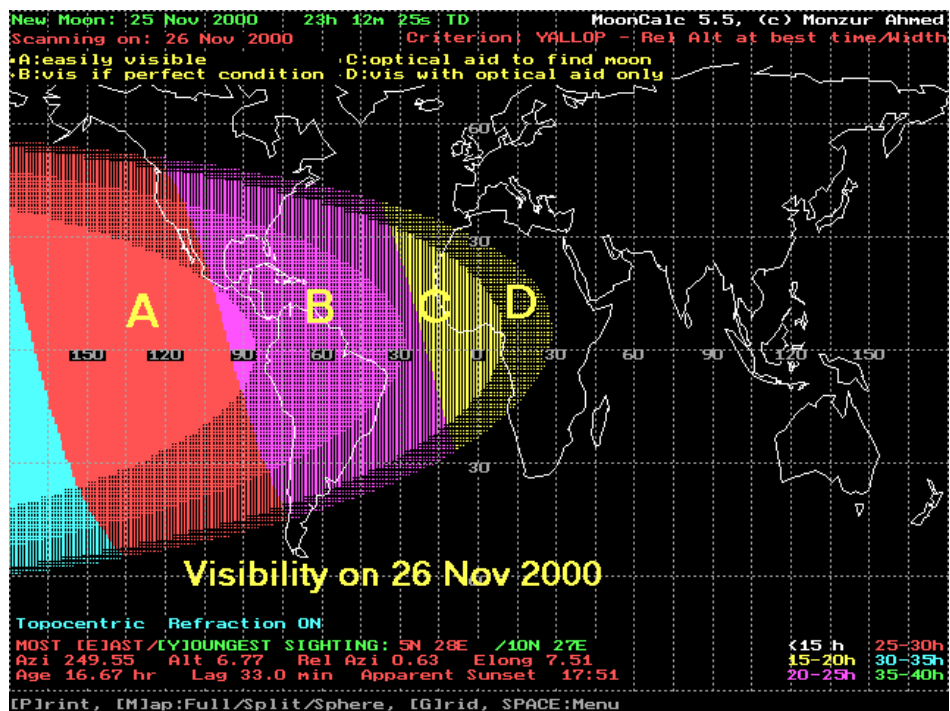 New Moon: 25 Nov 2000 23h 12m 25s TD MoonCalc 5.5, (c) Monzur Ahmed
Scanning on: 26 Nov 2000 Criterion: YALLOP - Rel Alt at best time/Width
A:easily visible C:optical aid to find moon
B:vis if perfect condition D:vis with optical aid only
60
30
A B C D
150 120 90 60 30 0 30 60 90 120 150
30
Visibility on 26 Nov 2000
60
Topocentric Refraction ON
MOST [E]AST/[Y]OUNGEST SIGHTING: 5N 28E /10N 27E <15 h 25-30h
Azi 249.55 Alt 6.77 Rel Azi 0.63 Elong 7.51 15-20h 30-35h
Age 16.67 hr Lag 33.0 min Apparent Sunset 17:51 20-25h 35-40h
[P]rint, [M]ap:Full/Split/Sphere, [G]rid, SPACE:Menu